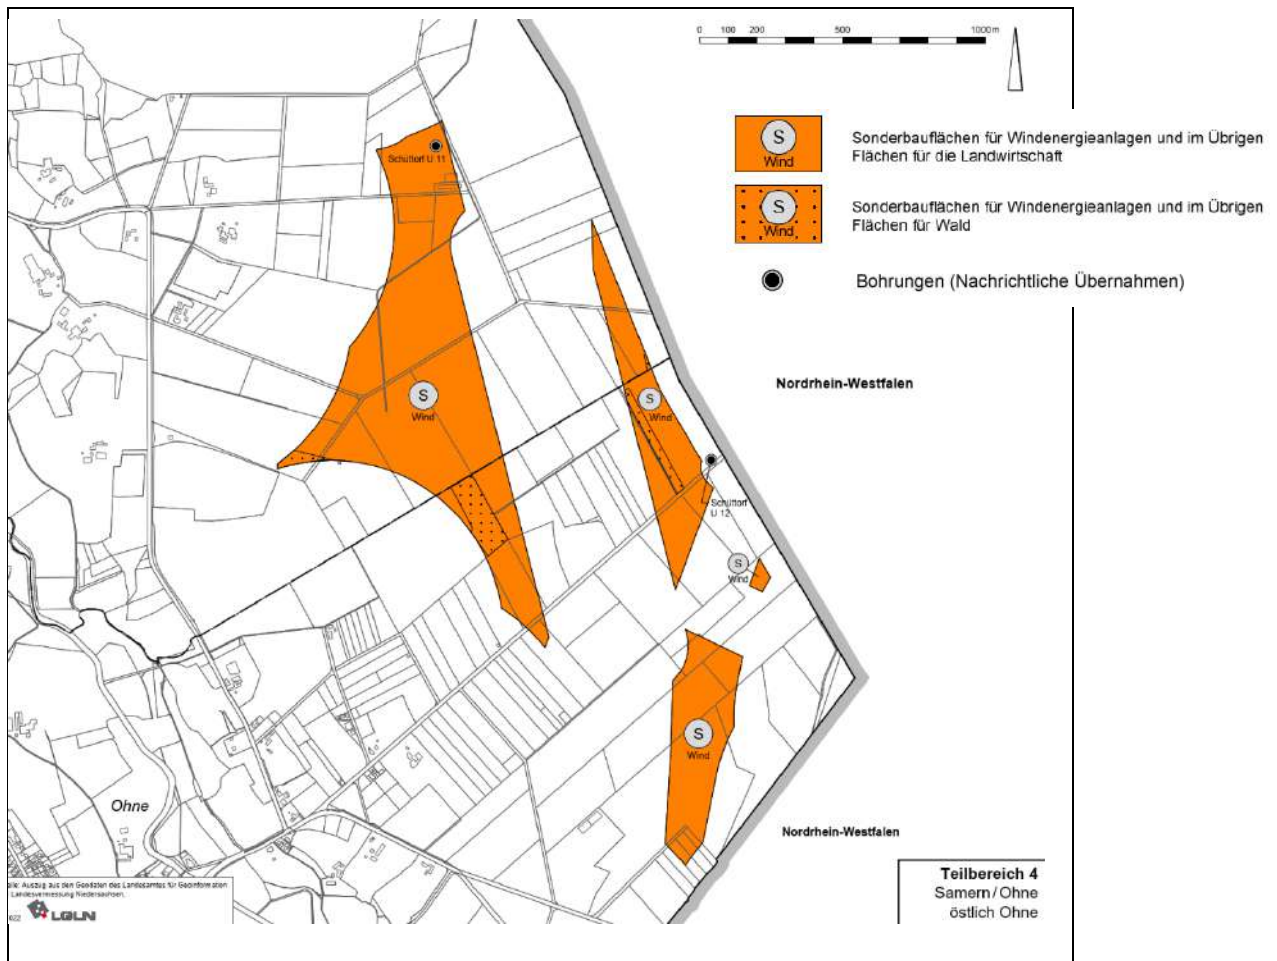 0 100 200 500 1000m
S
Wind
Sonderbauflächen für Windenergieanlagen und im Übrigen
Flächen für die Landwirtschaft
S
Wind
Sonderbauflächen für Windenergieanlagen und im Übrigen
Flächen für Wald
Bohrungen (Nachrichtliche Übernahmen)
Schüttorf U 11
Nordrhein-Westfalen
S
Wind
S
Wind
Schüttorf
U 12
S
Wind
S
Wind
Ohne
Nordrhein-Westfalen
Teilbereich 4
Samern/Ohne
östlich Ohne
Auszug aus den Geodaten des Landesamtes für Geoinformation
Landesvermessung Niedersachsen,
022 LGLN